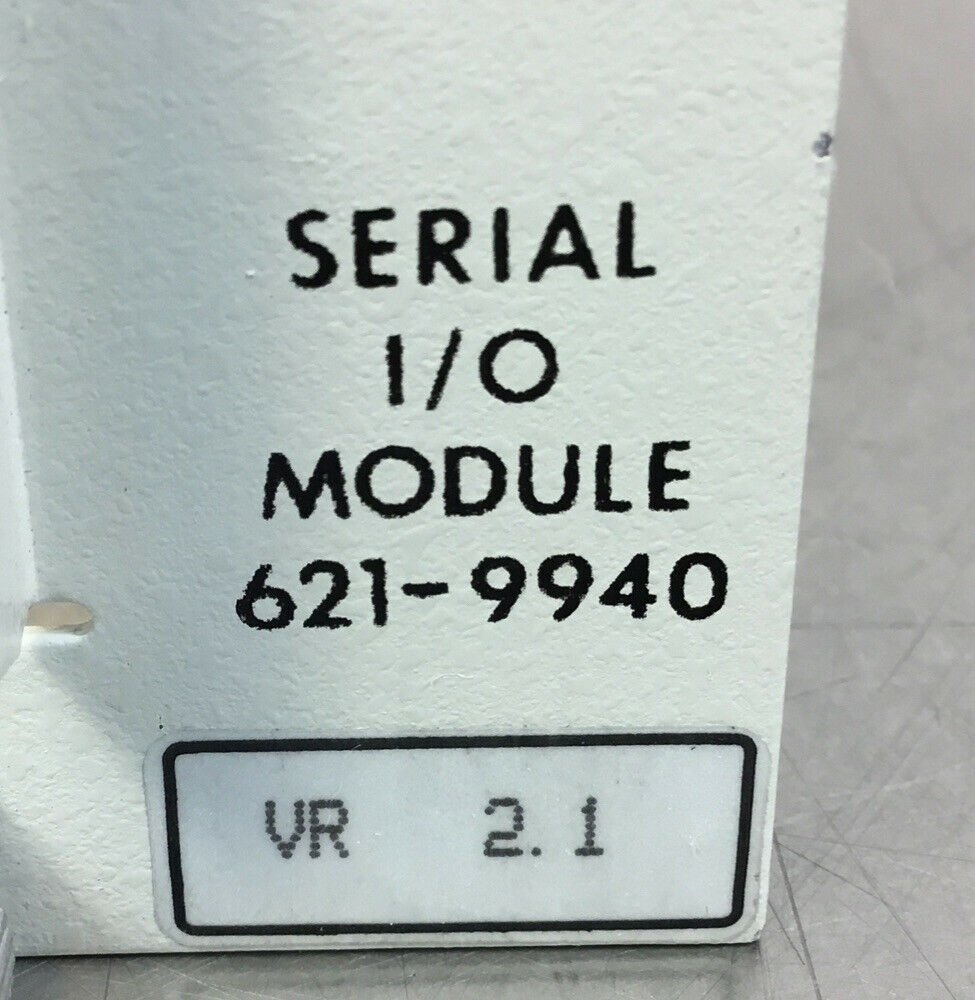 SERIAL
I/O
MODULE
621-9940
VR 2.1